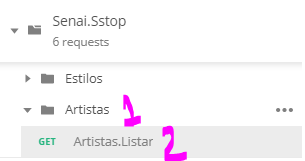 Senai.Sstop
6 requests
Estilos
Artistas 1
GET Artistas.Listar 2